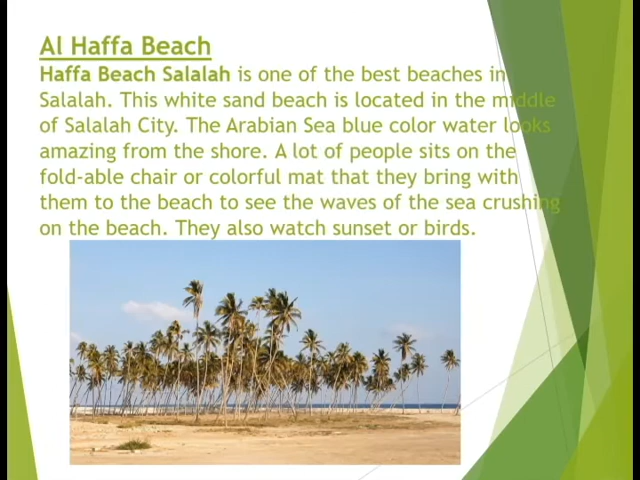 Al Haffa Beach
Haffa Beach Salalah is one of the best beaches in
Salalah. This white sand beach is located in the middle
of Salalah City. The Arabian Sea blue color water looks
amazing from the shore. A lot of people sits on the
fold-able chair or colorful mat that they bring with
them to the beach to see the waves of the sea crushing
on the beach. They also watch sunset or birds.